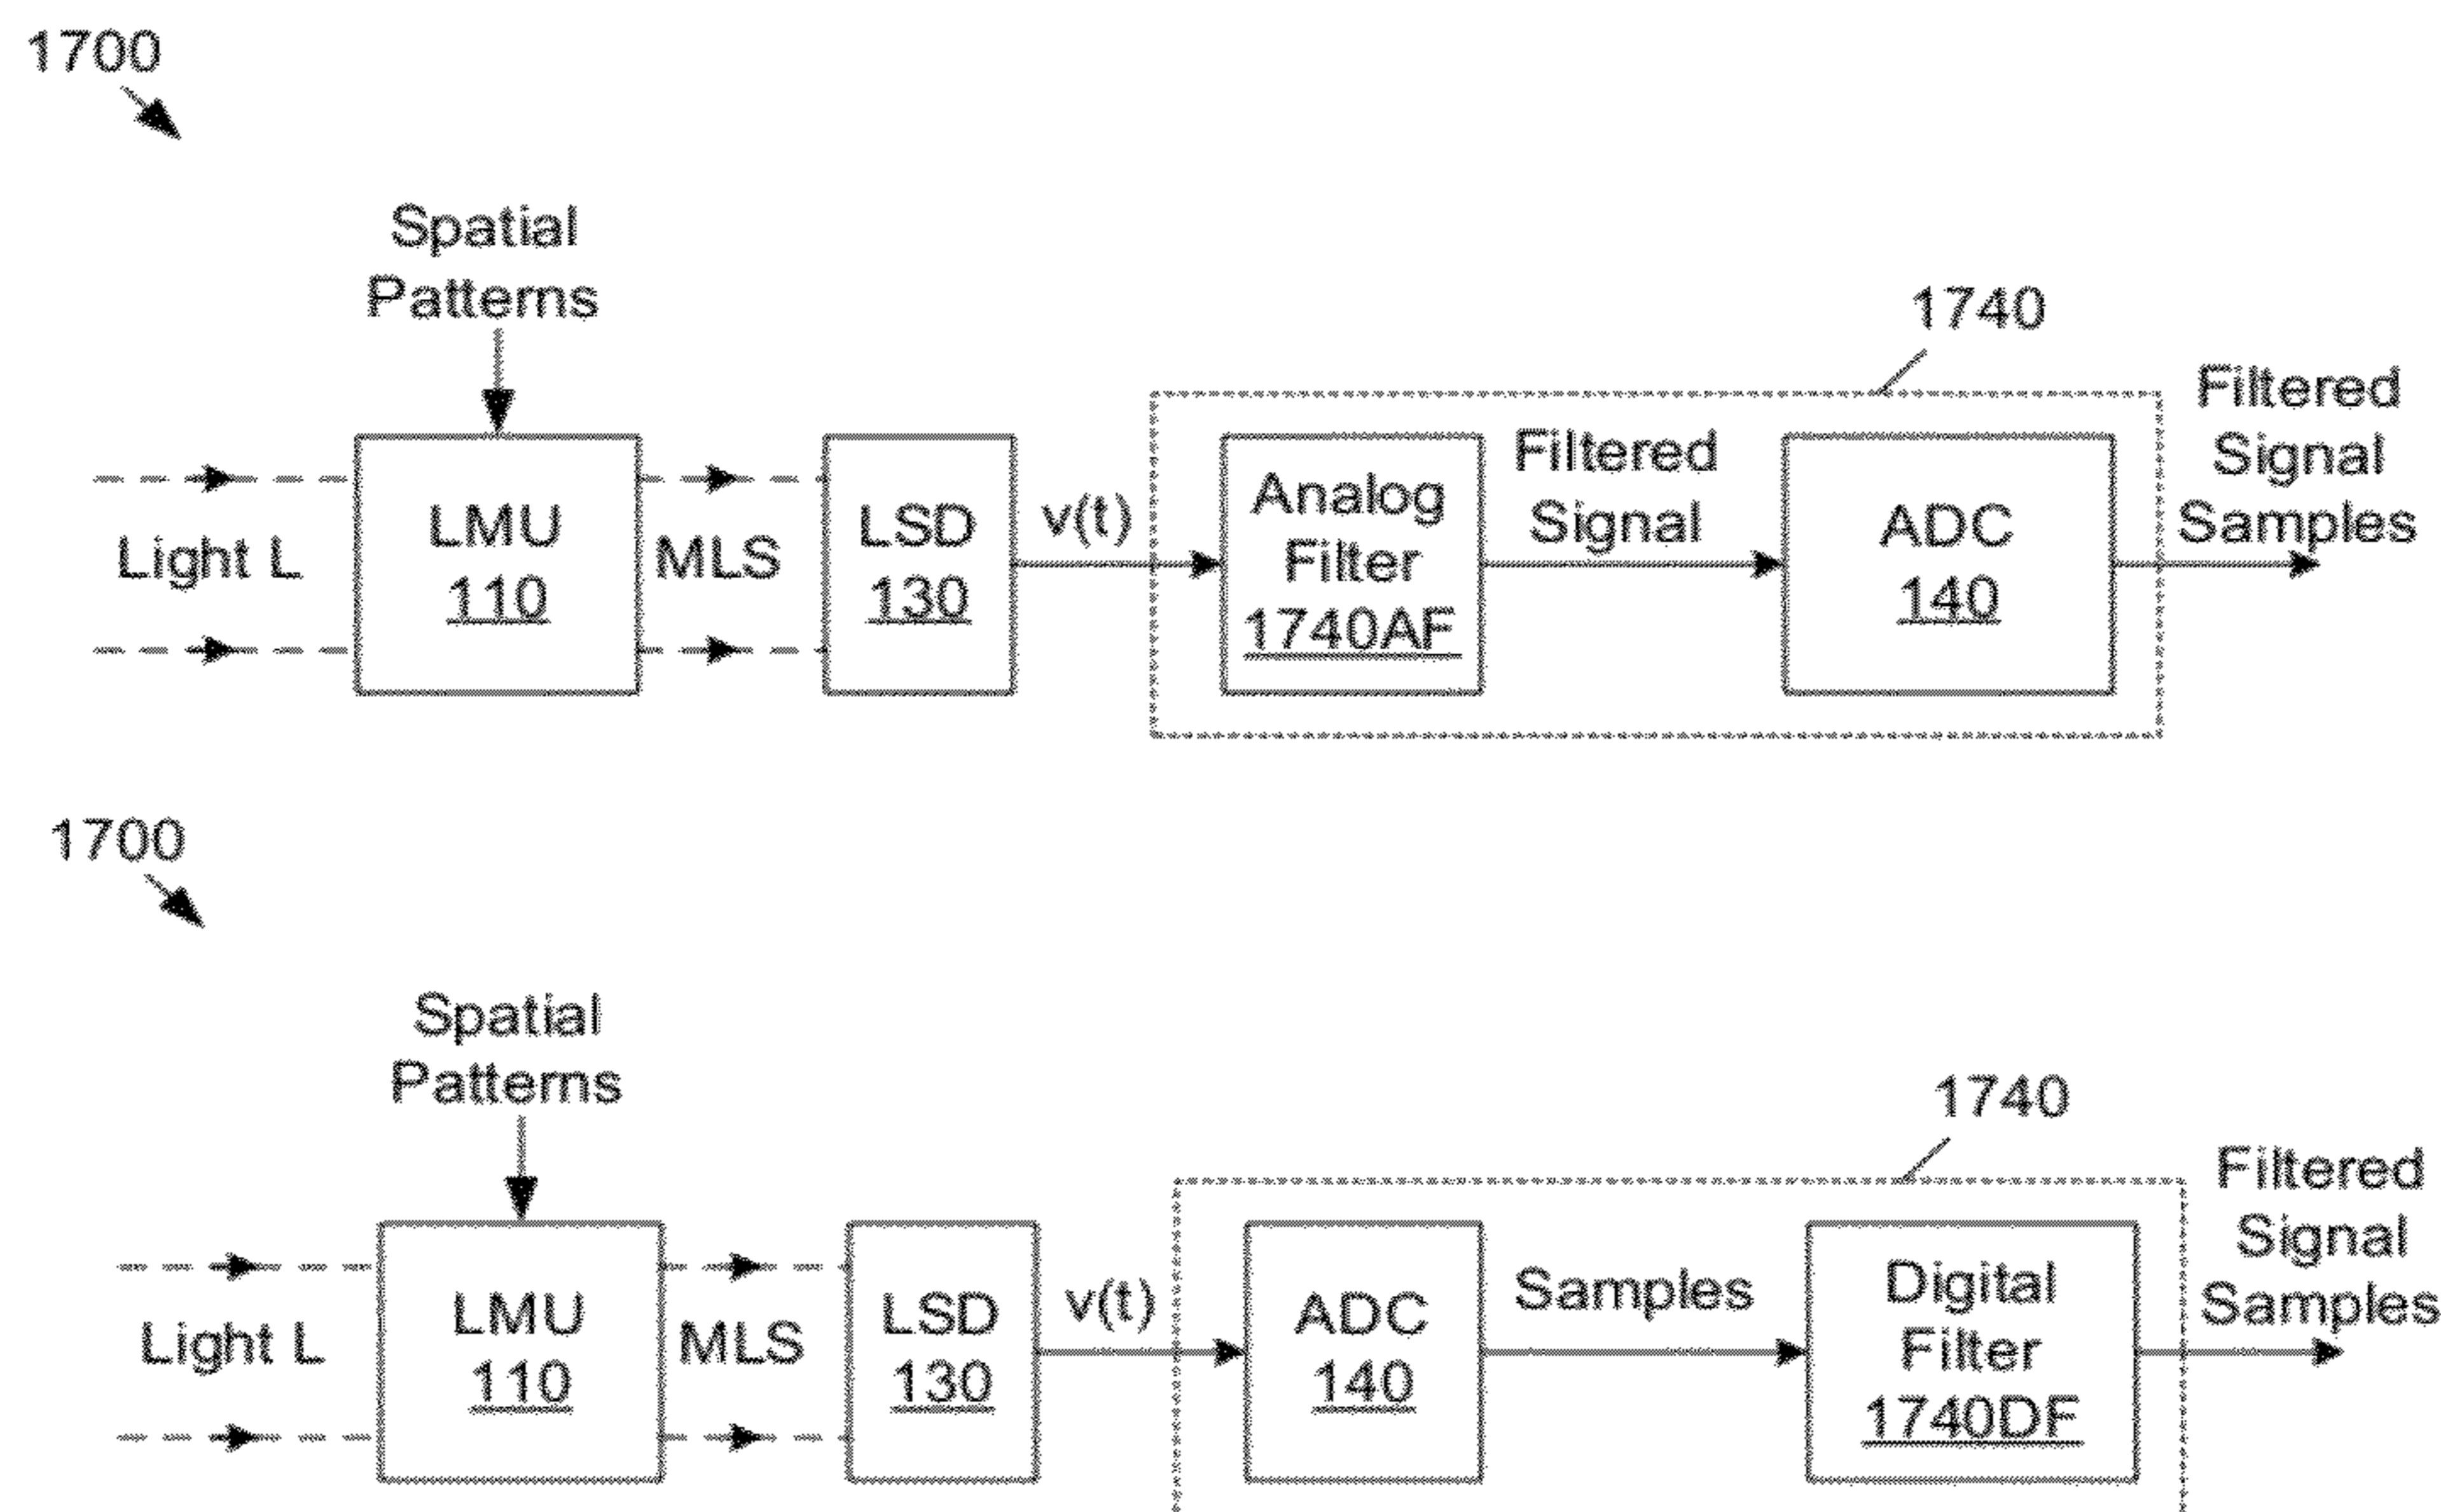 1700
Spatial
Patterns
1740
Filtered
Signal
Samples
Light L
LMU
110
MLS
LSD
130
v(t)
Analog
Filter
1740AF
Filtered
Signal
ADC
140
1700
Spatial
Patterns
1740
Filtered
Signal
Samples
Light L
LMU
110
MLS
LSD
130
v(t)
ADC
140
Samples
Digital
Filter
1740DF